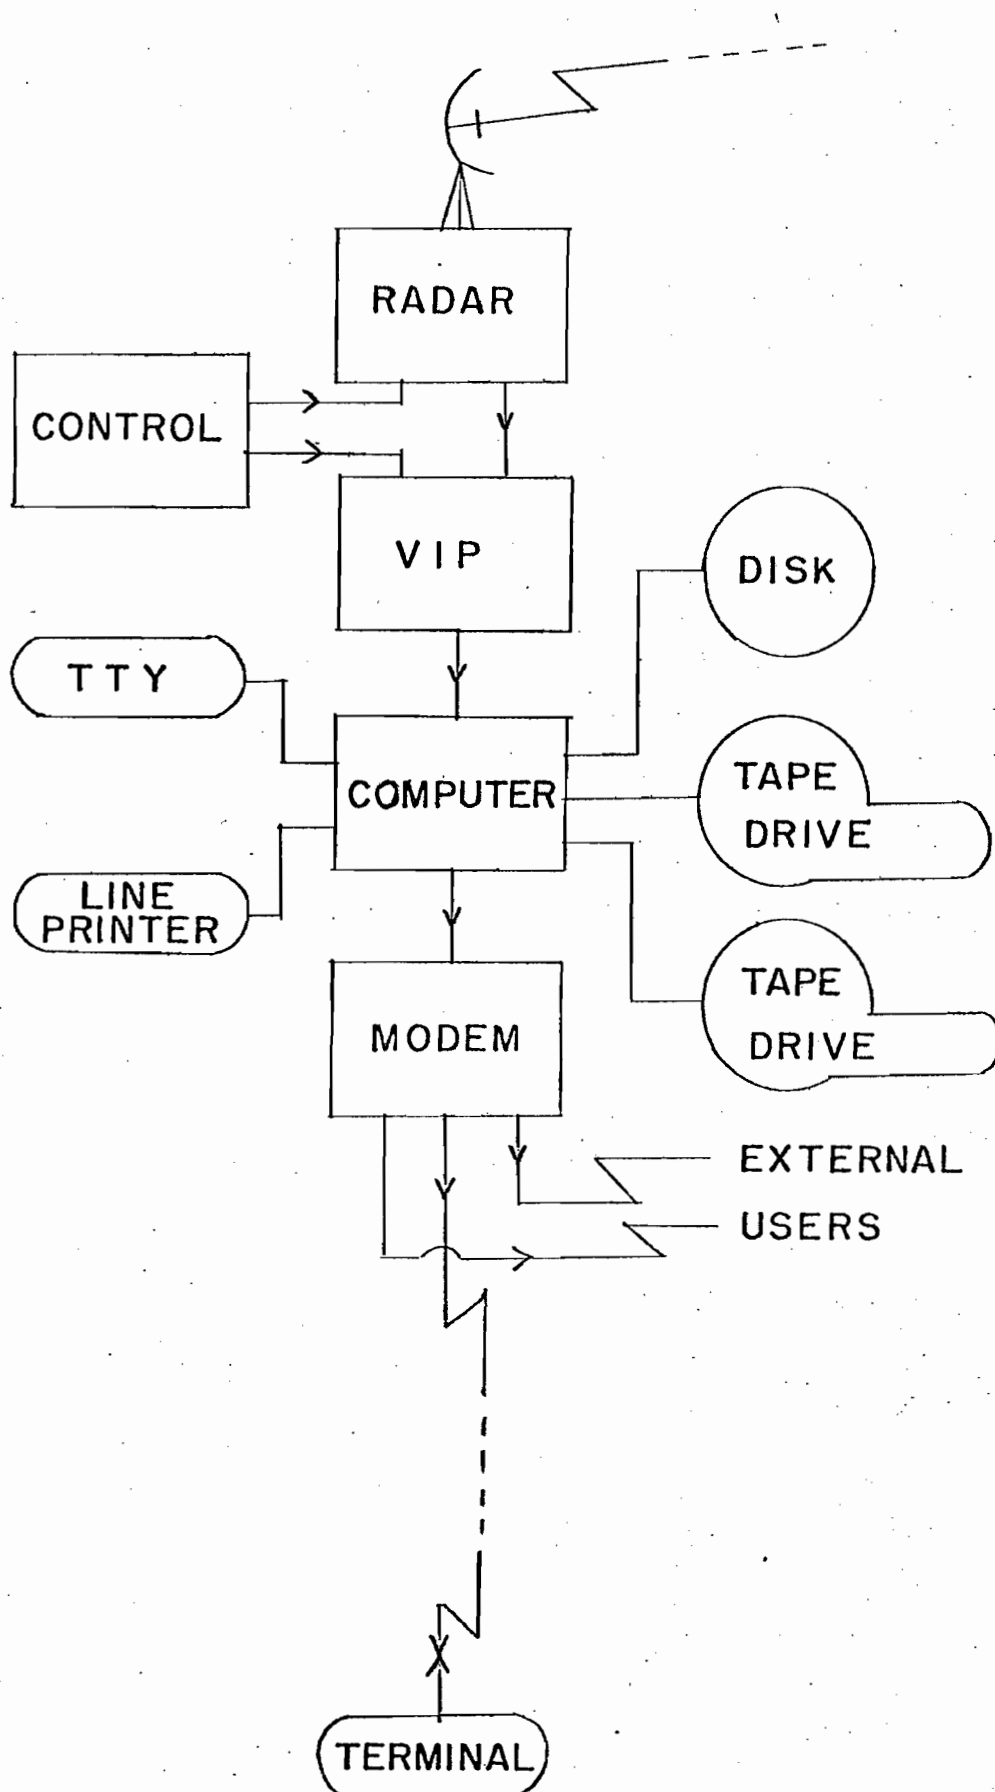 RADAR
CONTROL
VIP
DISK
TTY
TAPE
DRIVE
COMPUTER
LINE
PRINTER
TAPE
DRIVE
MODEM
EXTERNAL
USERS
TERMINAL